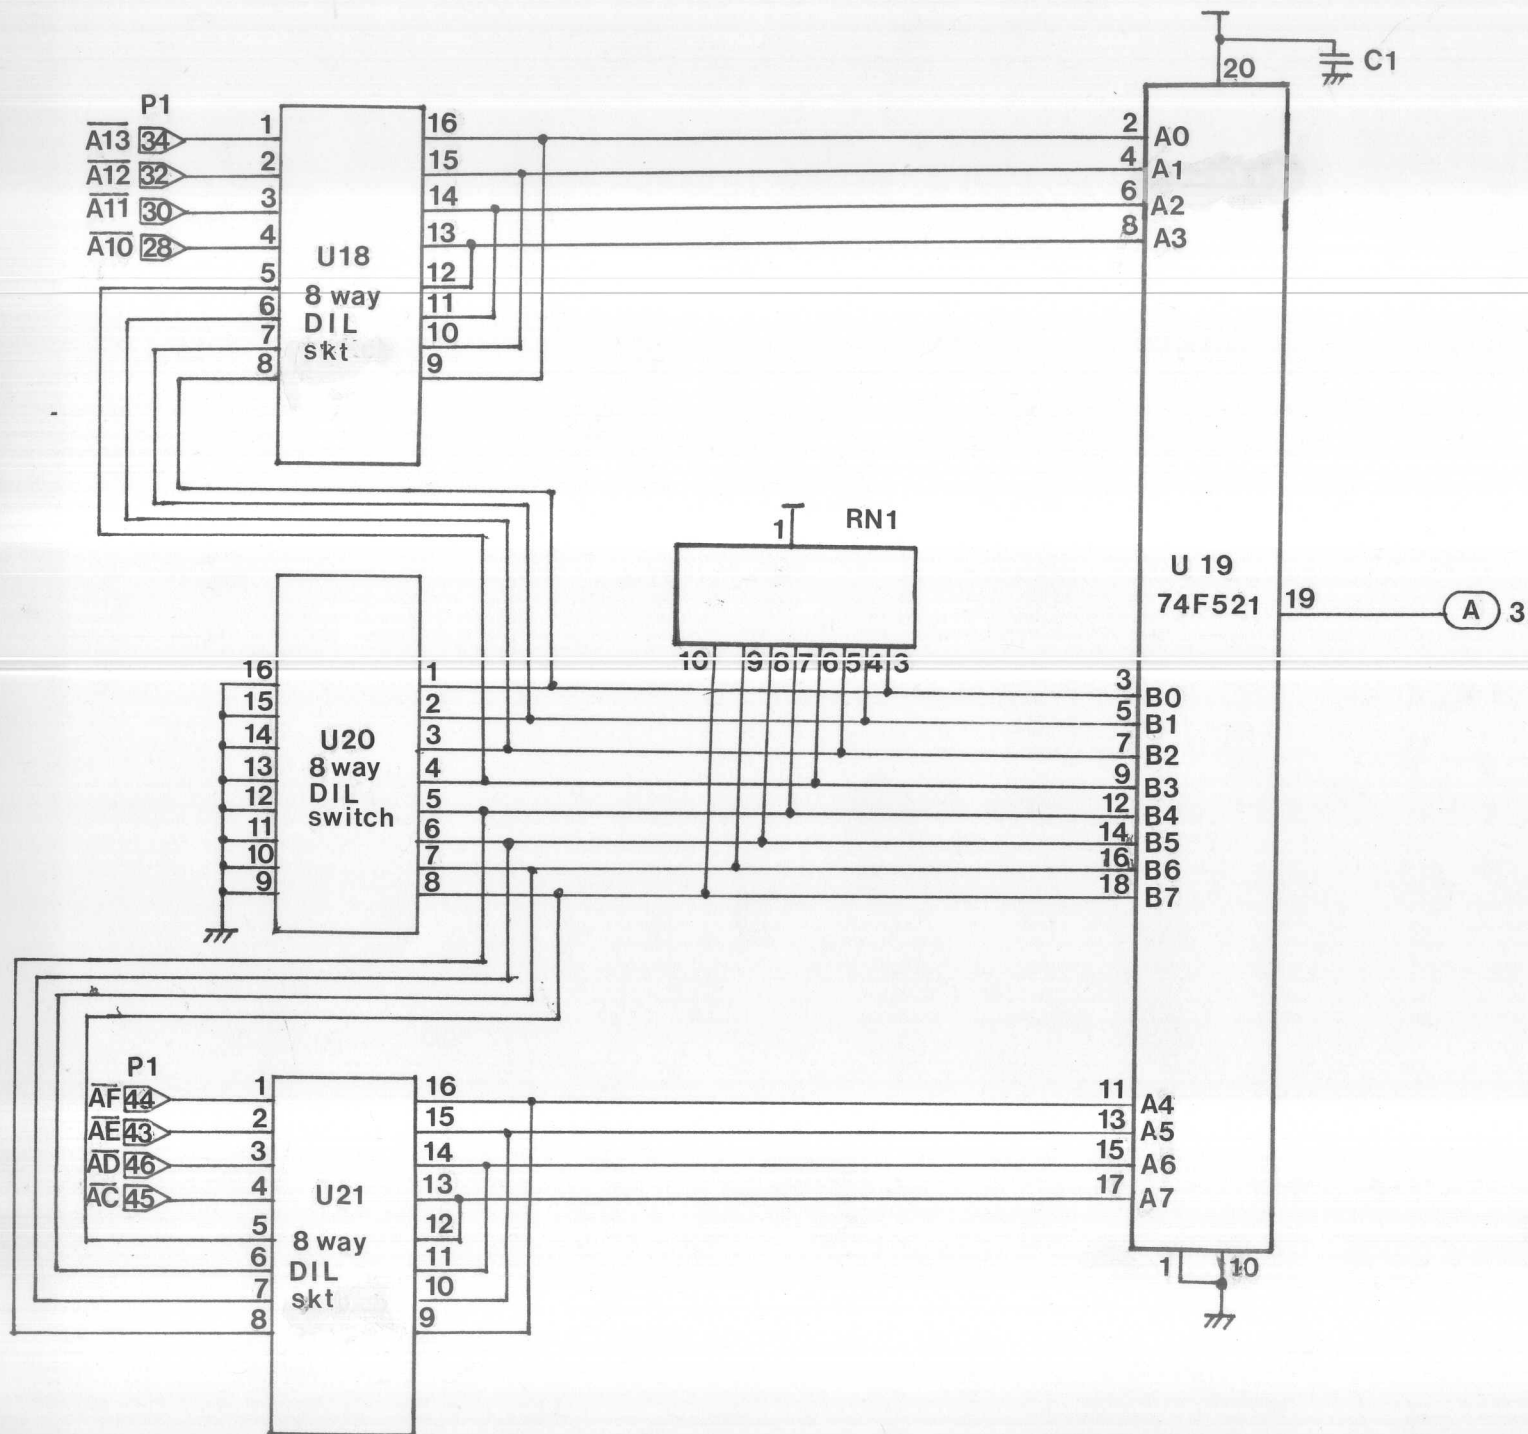 20
C1
P1
A13 34 1 16 2 A0
A12 32 2 15 4 A1
A11 30 3 14 6 A2
A10 28 4 13 8 A3
U18
5 12
8 way
6 11
DIL
7 10
skt
8 9
1 RN1
U 19
74F521
19 A 3
10 9 8 7 6 5 4 3
16 1 3 B0
15 2 5 B1
14 3 7 B2
U20
8 way
13 4 9 B3
DIL
12 5 12 B4
switch
11 6 14 B5
10 7 16 B6
9 8 18 B7
P1
AF 44 1 16 11 A4
AE 43 2 15 13 A5
AD 46 3 14 15 A6
AC 45 4 13 17 A7
U21
5 12
8 way
6 11
DIL
7 10
skt
8 9
1 10